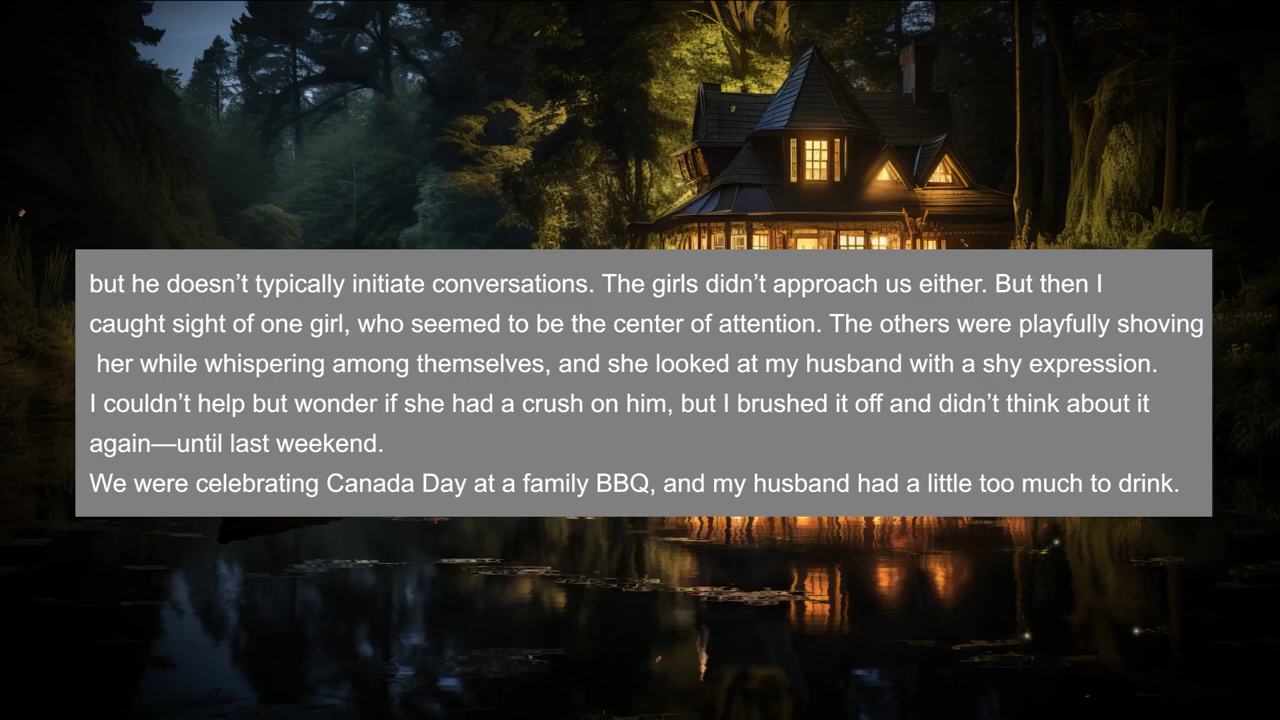 but he doesn’t typically initiate conversations. The girls didn’t approach us either. But then I
caught sight of one girl, who seemed to be the center of attention. The others were playfully shoving
her while whispering among themselves, and she looked at my husband with a shy expression.
I couldn’t help but wonder if she had a crush on him, but I brushed it off and didn’t think about it
again—until last weekend.
We were celebrating Canada Day at a family BBQ, and my husband had a little too much to drink.